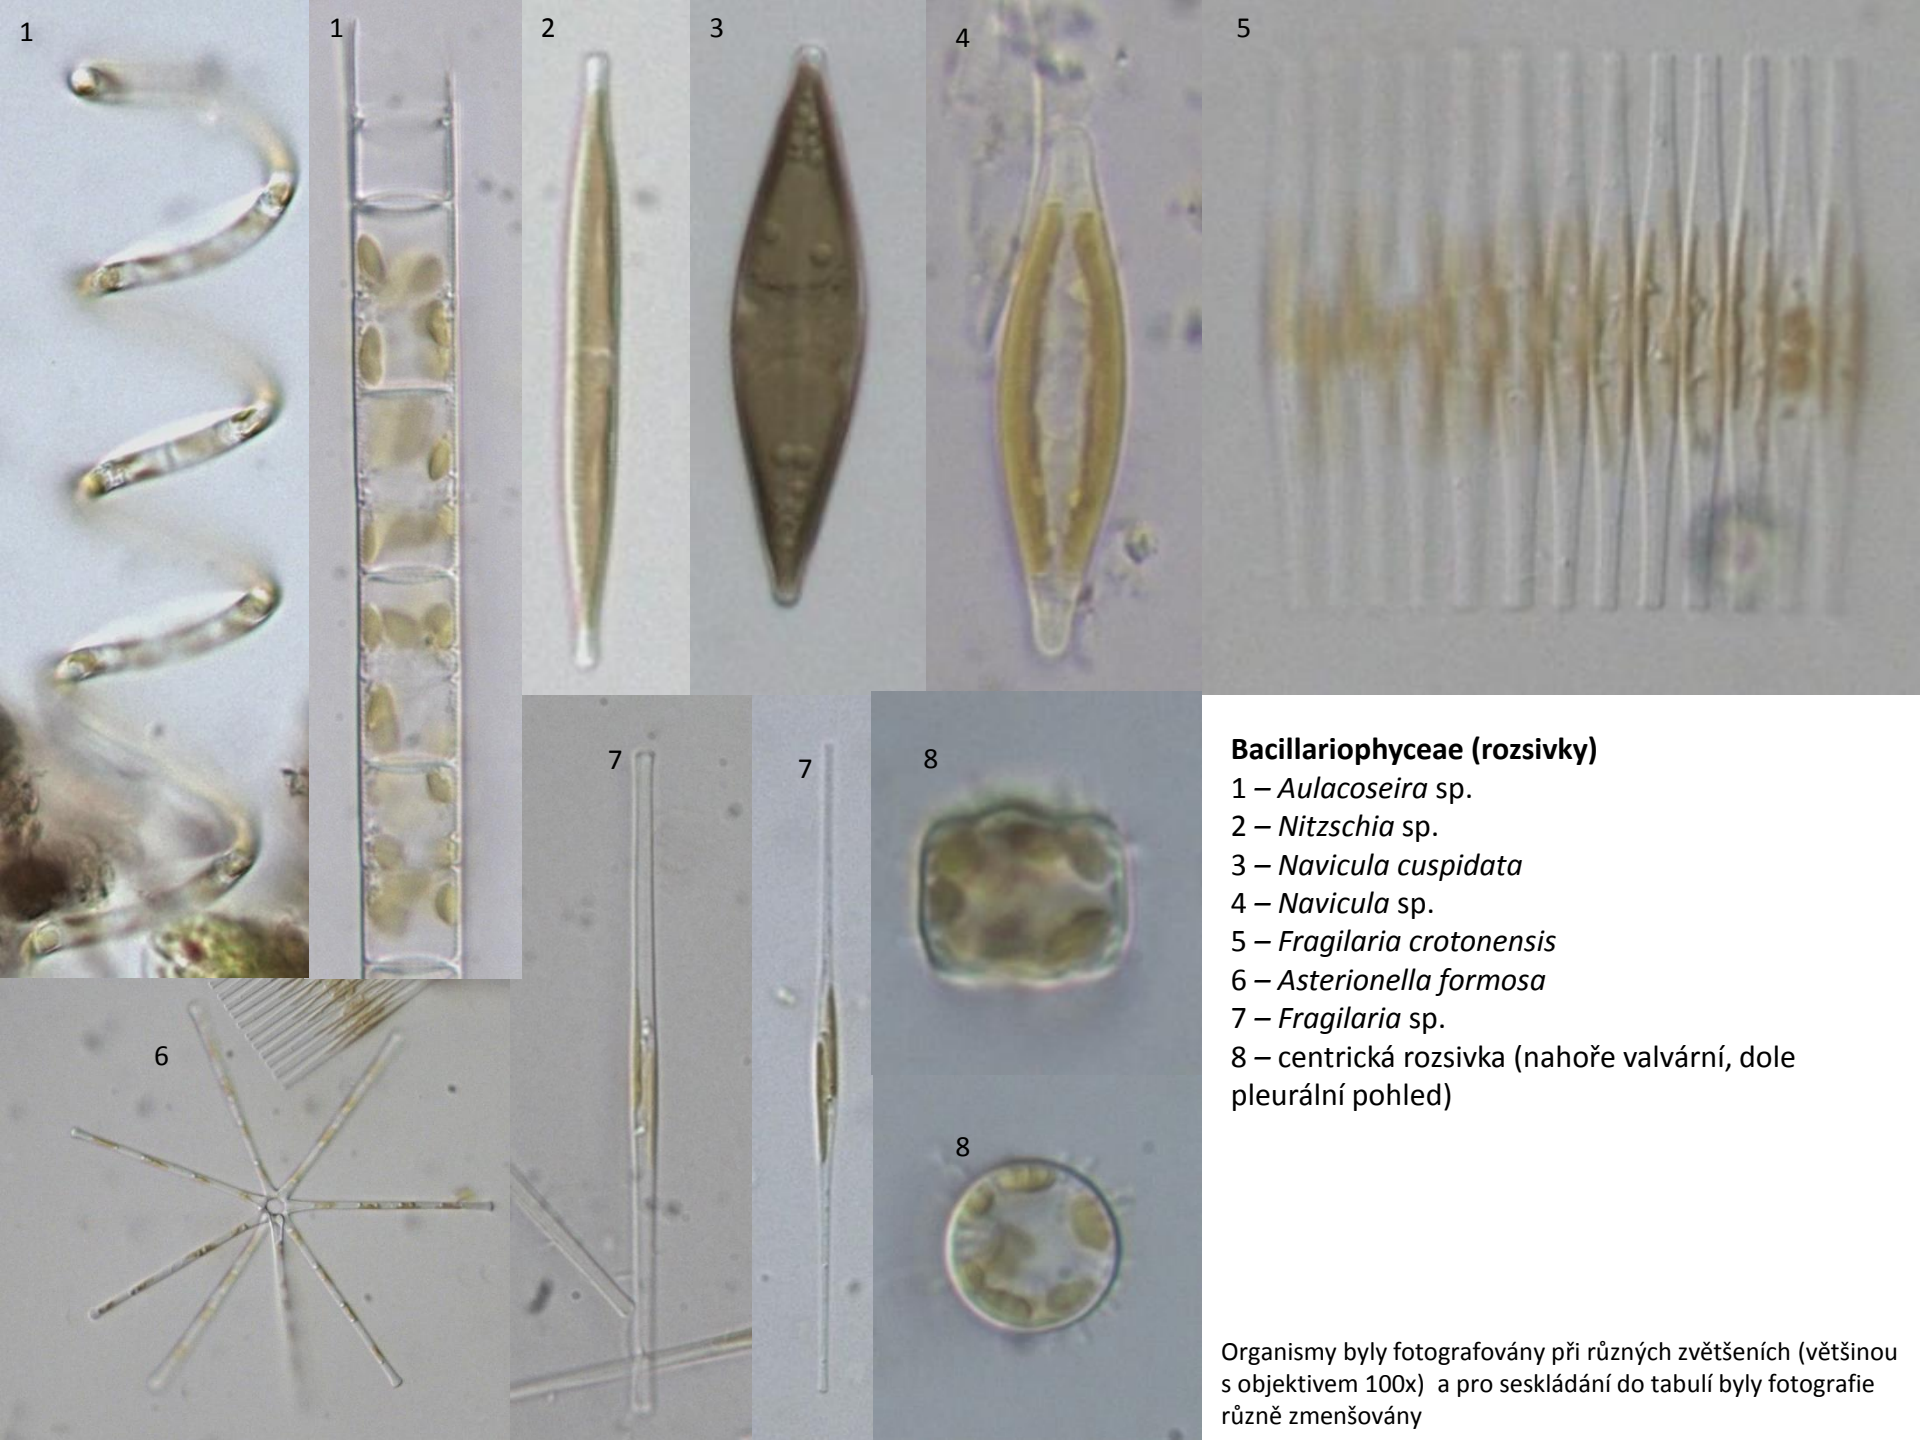 1
1
2
3
4
5
7
7
8
6
8
Bacillariophyceae (rozsivky)
1 – Aulacoseira sp.
2 – Nitzschia sp.
3 – Navicula cuspidata
4 – Navicula sp.
5 – Fragilaria crotonensis
6 – Asterionella formosa
7 – Fragilaria sp.
8 – centrická rozsivka (nahoře valvární, dole
pleurální pohled)
Organismy byly fotografovány při různých zvětšeních (většinou
s objektivem 100x) a pro seskládání do tabulí byly fotografie
různě zmenšovány